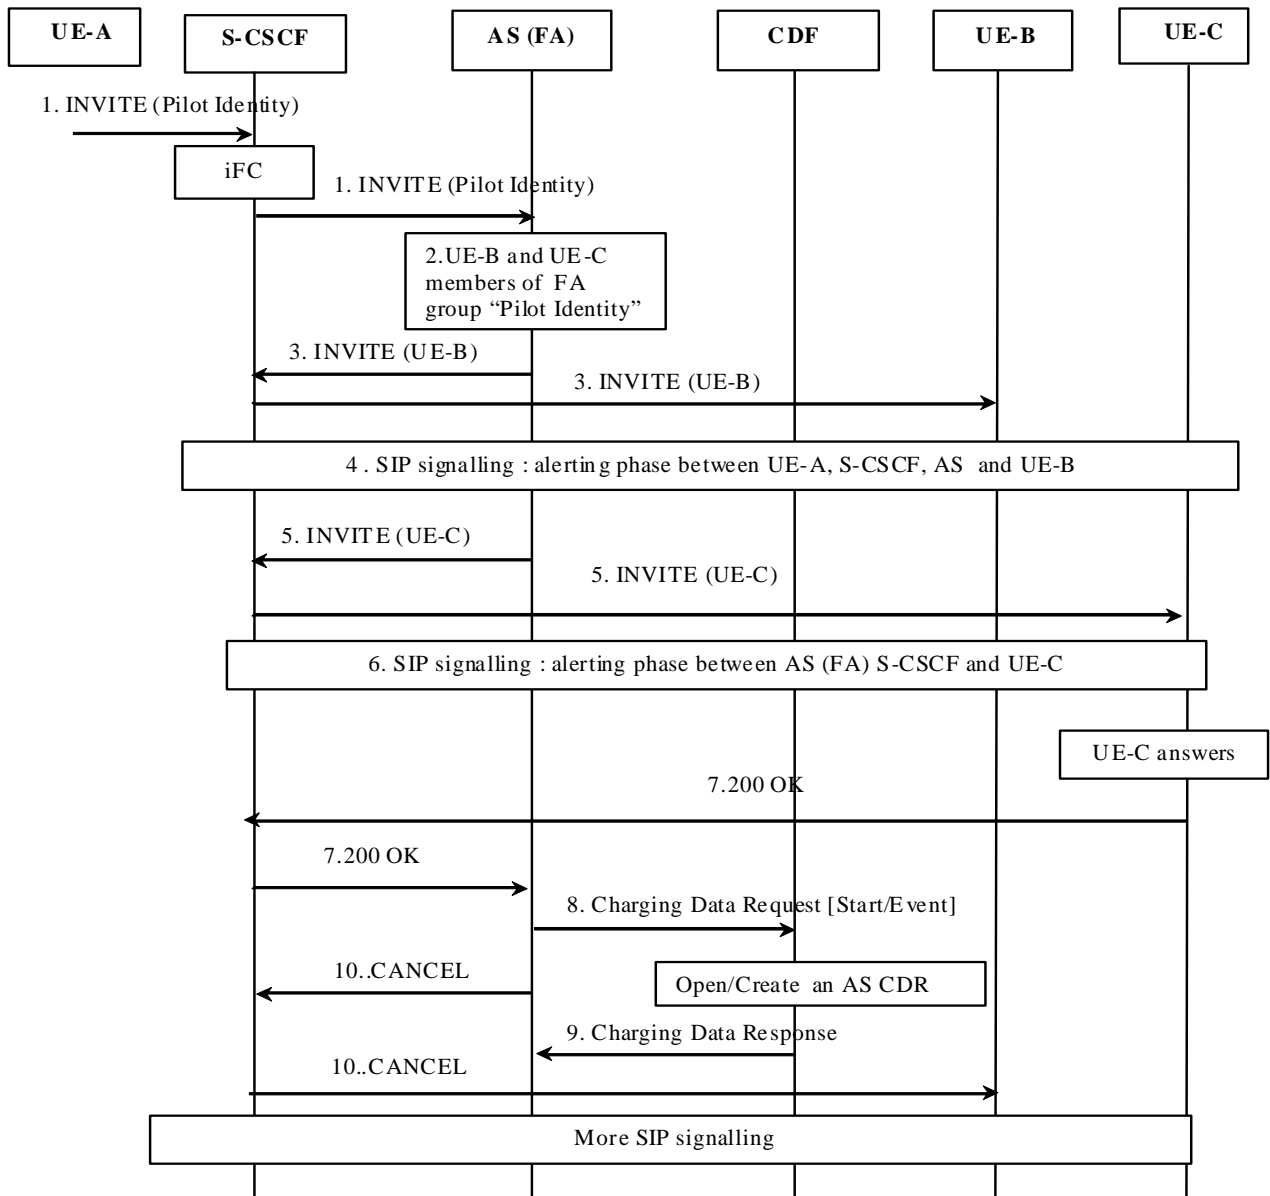 UE-A
S-CSCF
AS (FA)
CDF
UE-B
UE-C
1. INVITE (Pilot Identity)
iFC
1. INVITE (Pilot Identity)
2.UE-B and UE-C
members of FA
group “Pilot Identity”
3. INVITE (UE-B)
3. INVITE (UE-B)
4 . SIP signalling : alerting phase between UE-A, S-CSCF, AS and UE-B
5. INVITE (UE-C)
5. INVITE (UE-C)
6. SIP signalling : alerting phase between AS (FA) S-CSCF and UE-C
UE-C answers
7.200 OK
7.200 OK
8. Charging Data Request [Start/Event]
10..CANCEL
Open/Create an AS CDR
9. Charging Data Response
10..CANCEL
More SIP signalling